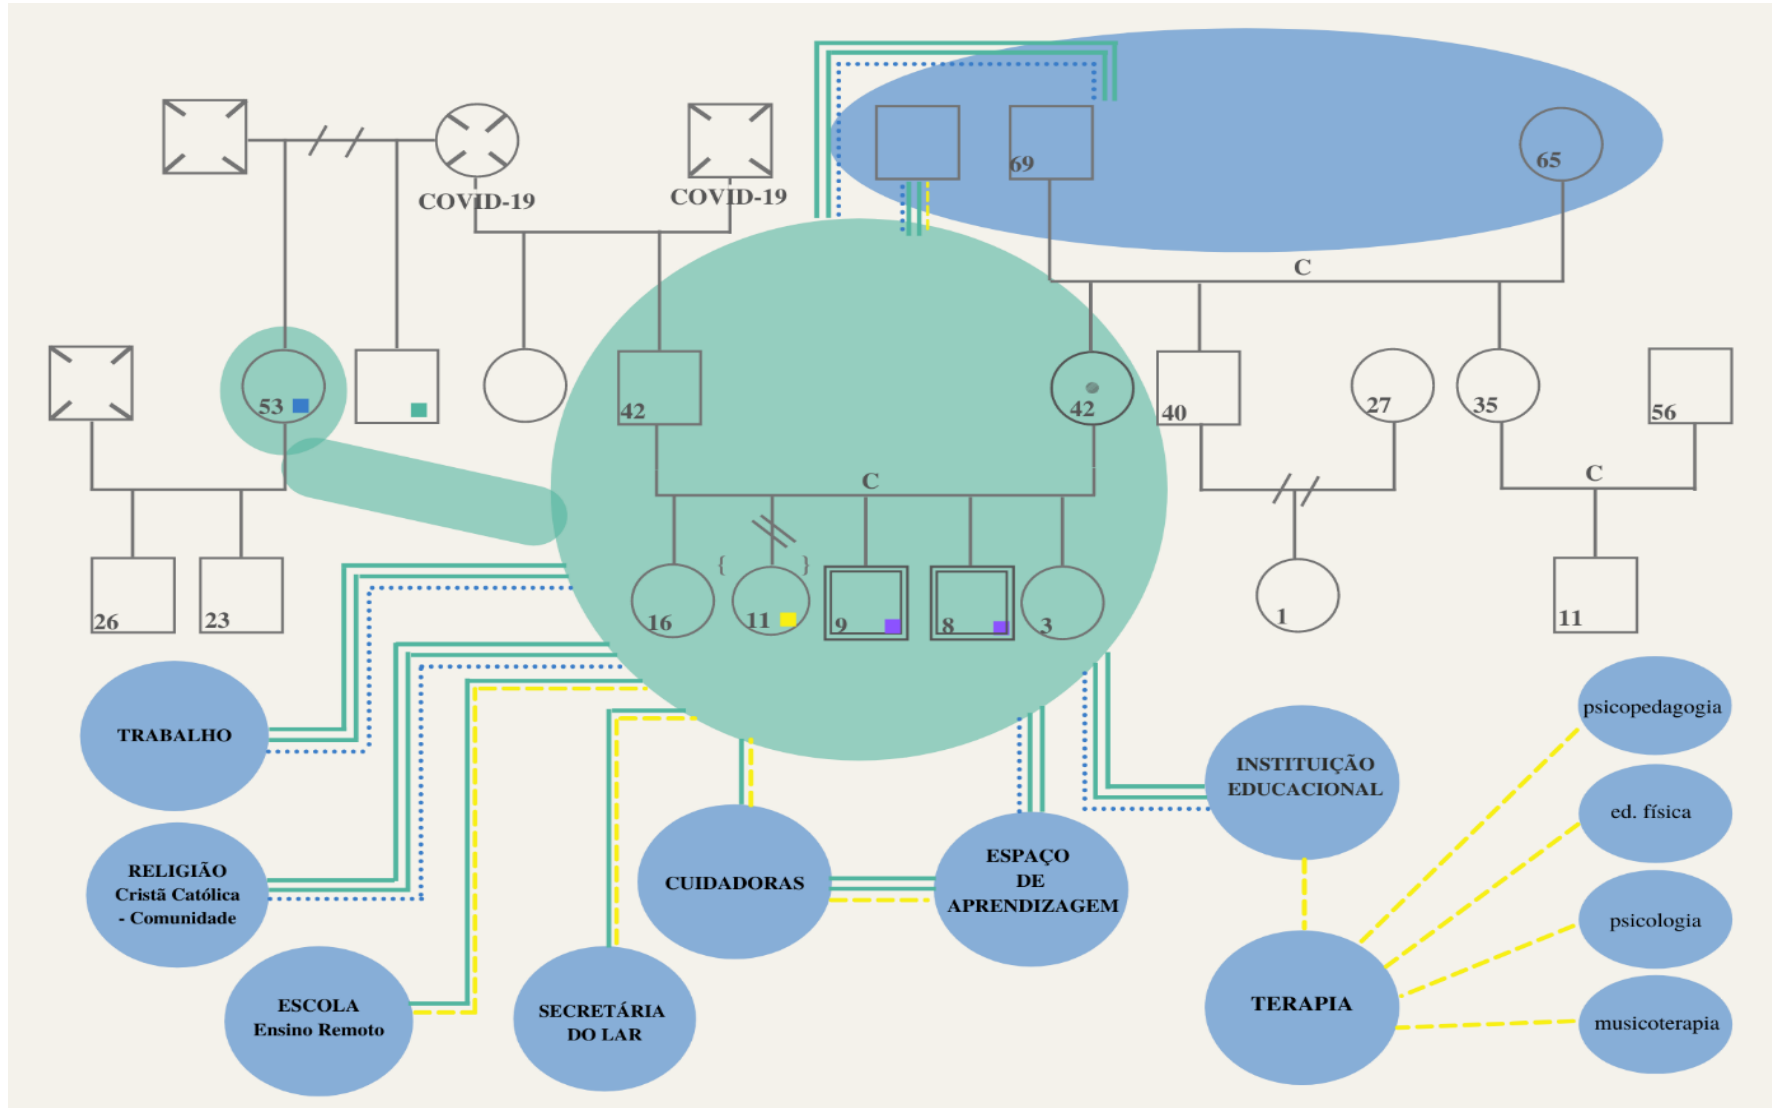 69
65
COVID-19
COVID-19
C
53
42
42
40
27
35
56
C
C
{ }
26
23
16
11
9
8
3
1
11
TRABALHO
RELIGIÃO
Cristã Católica
- Comunidade
ESCOLA
Ensino Remoto
SECRETÁRIA
DO LAR
CUIDADORAS
ESPAÇO
DE
APRENDIZAGEM
INSTITUIÇÃO
EDUCACIONAL
TERAPIA
psicopedagogia
ed. física
psicologia
musicoterapia